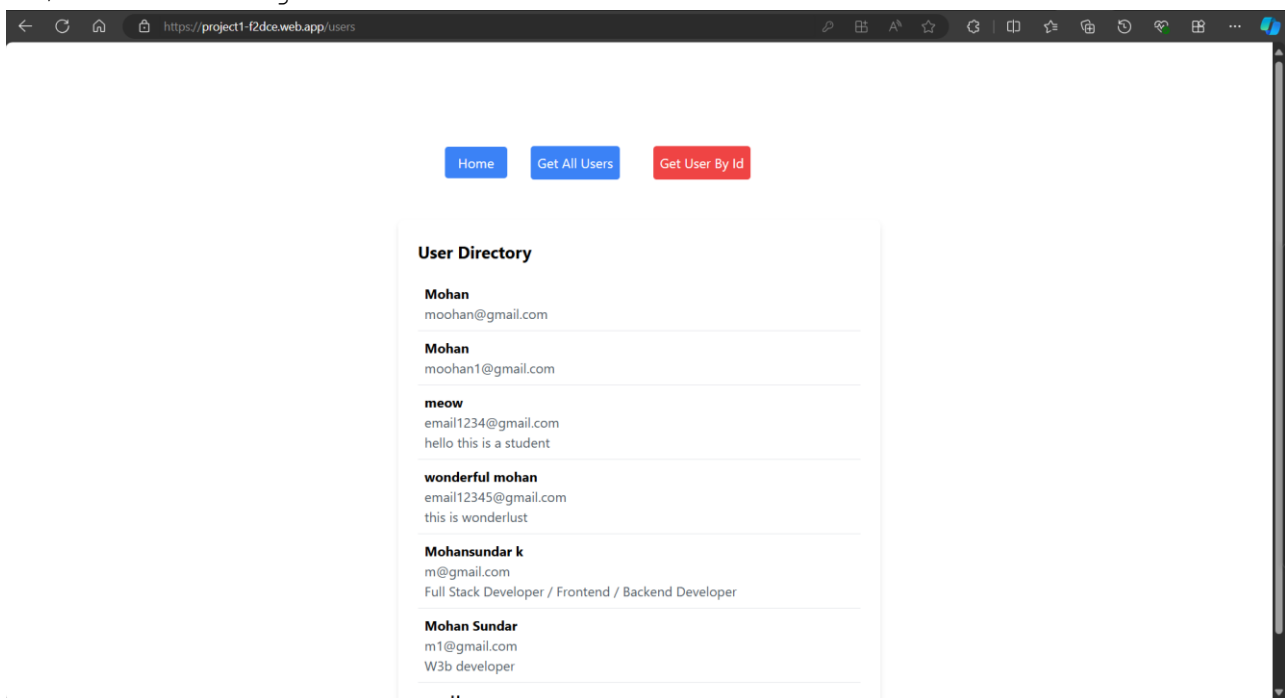 https://project1-f2dce.web.app/users
Home Get All Users Get User By Id
User Directory
Mohan
moohan@gmail.com
Mohan
moohan1@gmail.com
meow
email1234@gmail.com
hello this is a student
wonderful mohan
email12345@gmail.com
this is wonderlust
Mohansundar k
m@gmail.com
Full Stack Developer / Frontend / Backend Developer
Mohan Sundar
m1@gmail.com
W3b developer